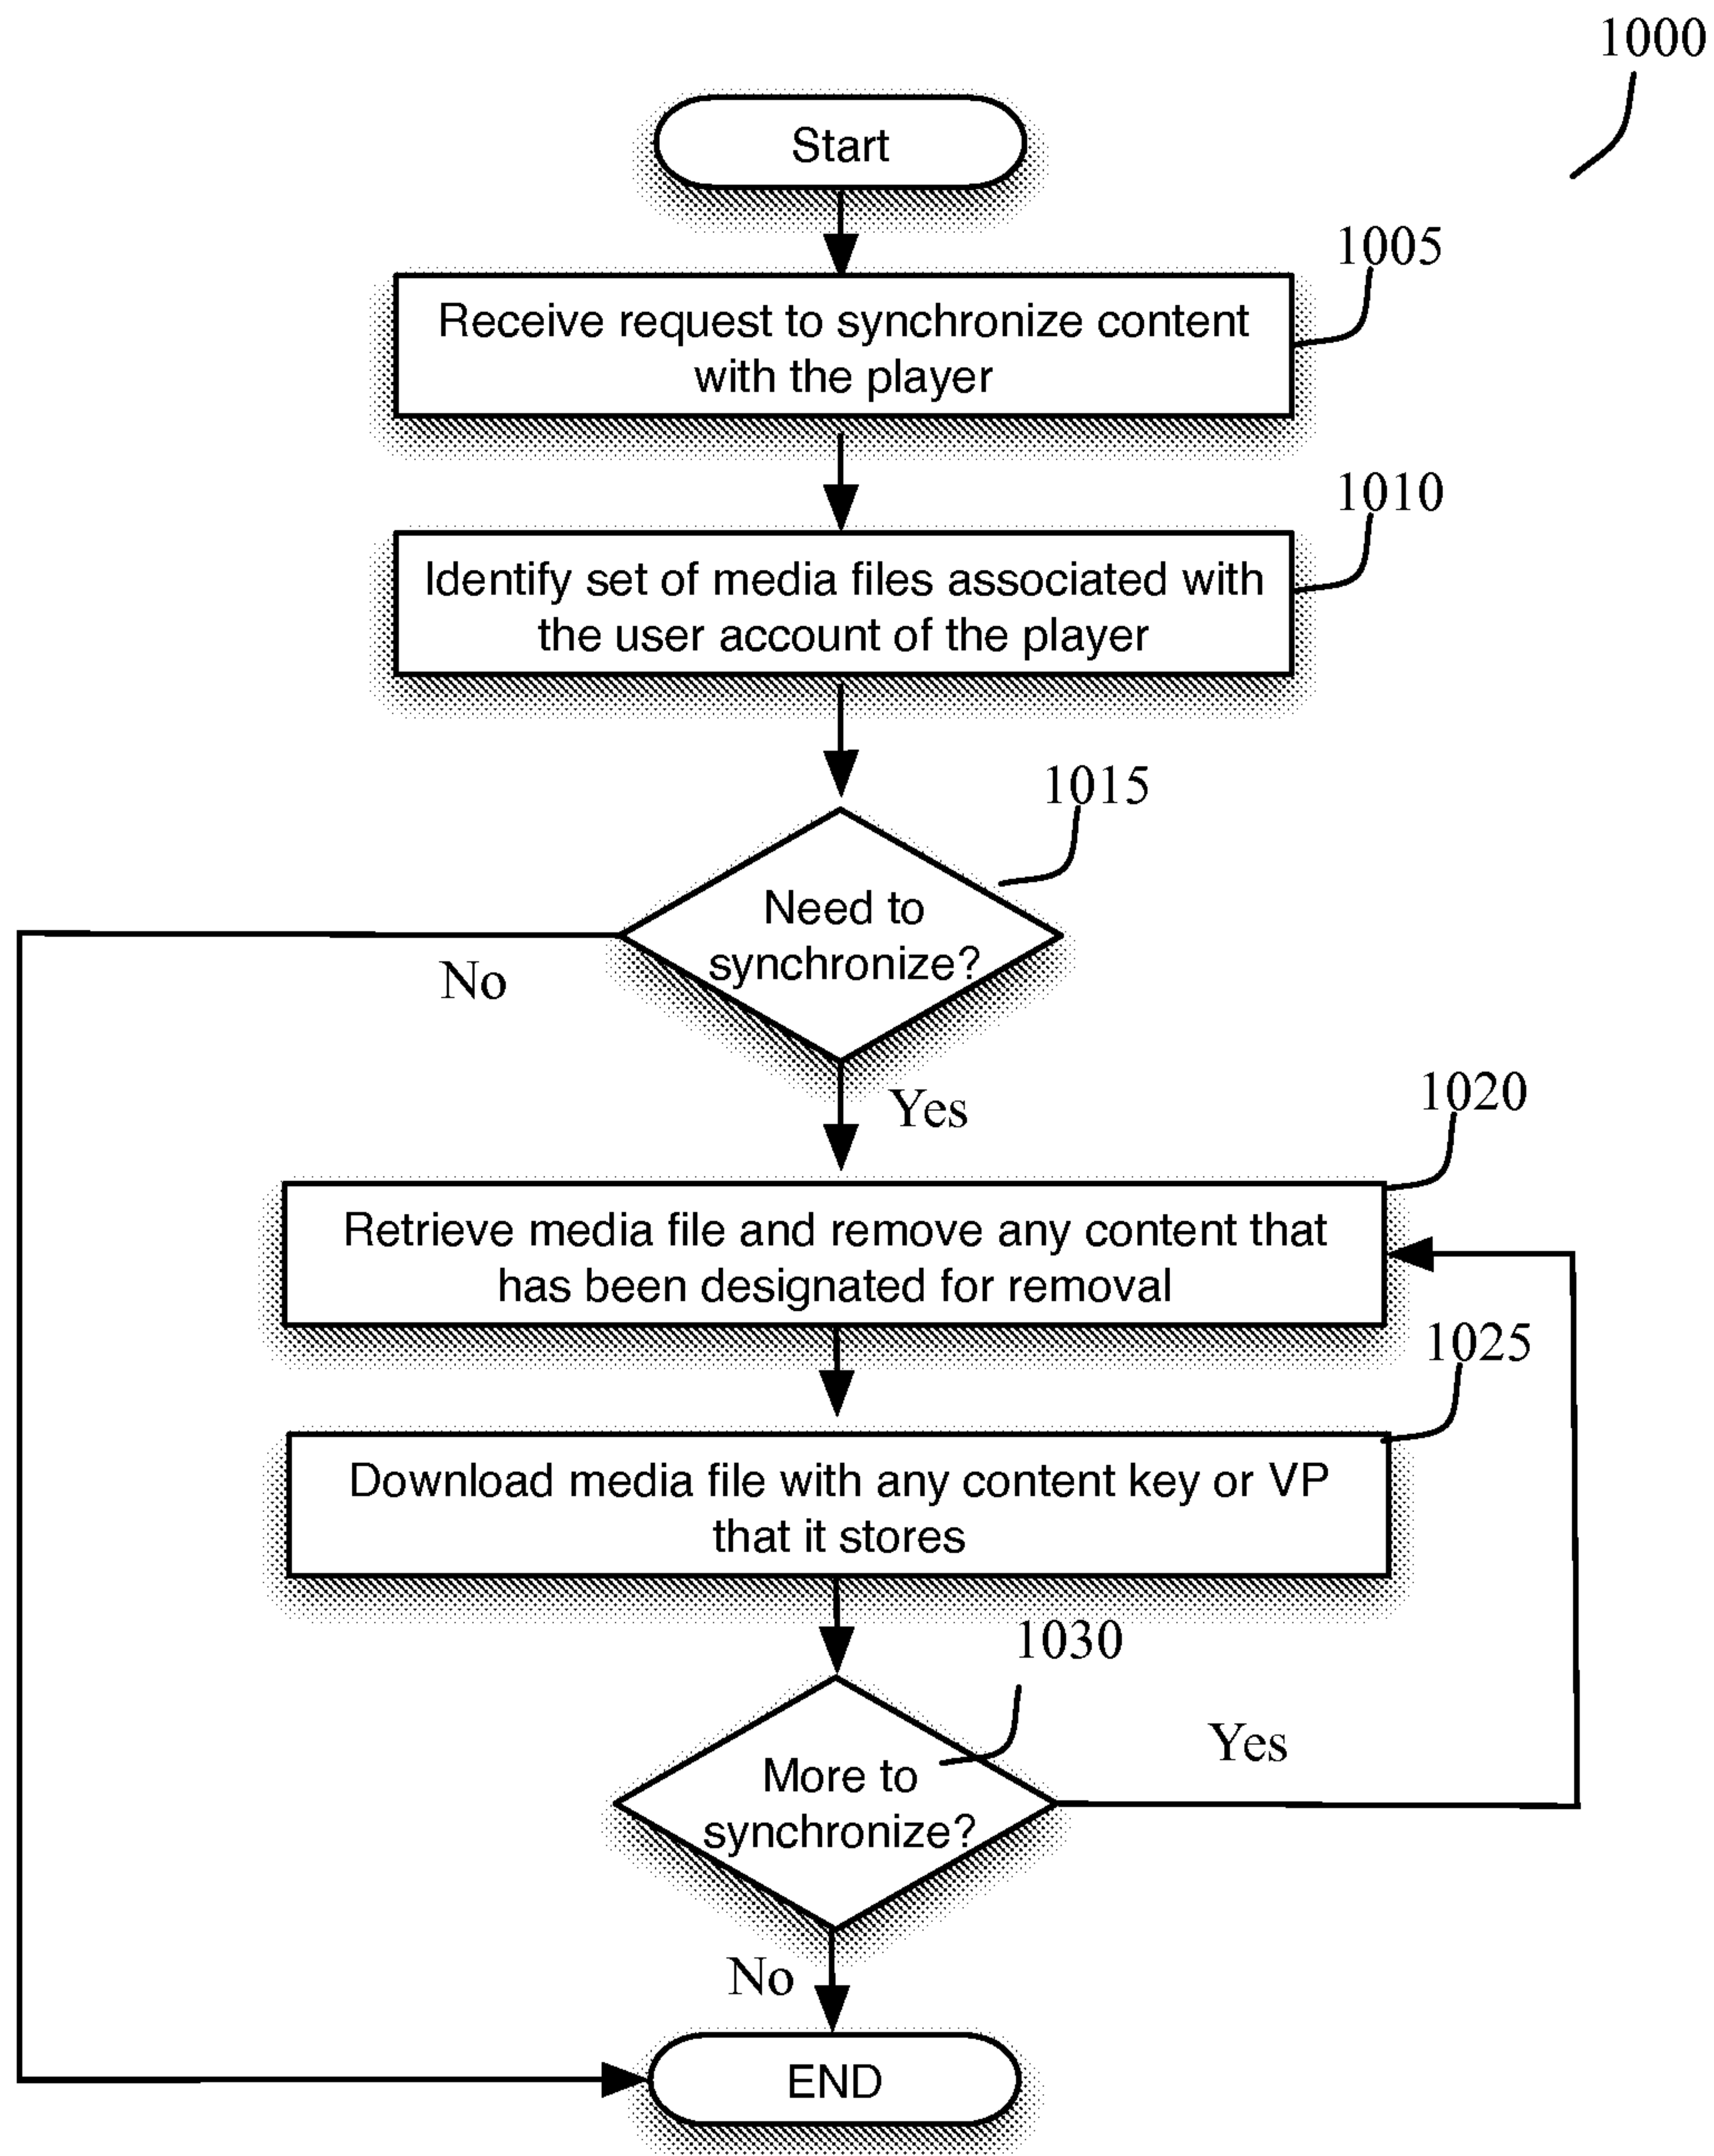 1000
Start
1005
Receive request to synchronize content
with the player
1010
Identify set of media files associated with
the user account of the player
1015
Need to
synchronize?
No
Yes
1020
Retrieve media file and remove any content that
has been designated for removal
1025
Download media file with any content key or VP
that it stores
1030
More to
synchronize?
Yes
No
END